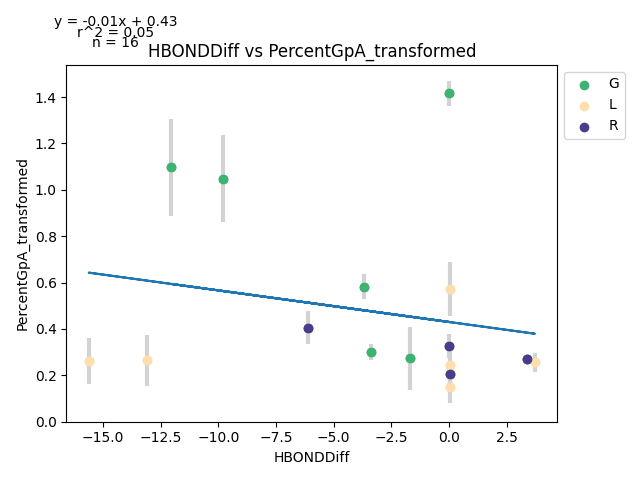 y = -0.01x + 0.43
r^2 = 0.05
n = 16
HBONDDiff vs PercentGpA_transformed
G
L
R
PercentGpA_transformed
1.4
1.2
1.0
0.8
0.6
0.4
0.2
0.0
−15.0 −12.5 −10.0 −7.5 −5.0 −2.5 0.0 2.5
HBONDDiff